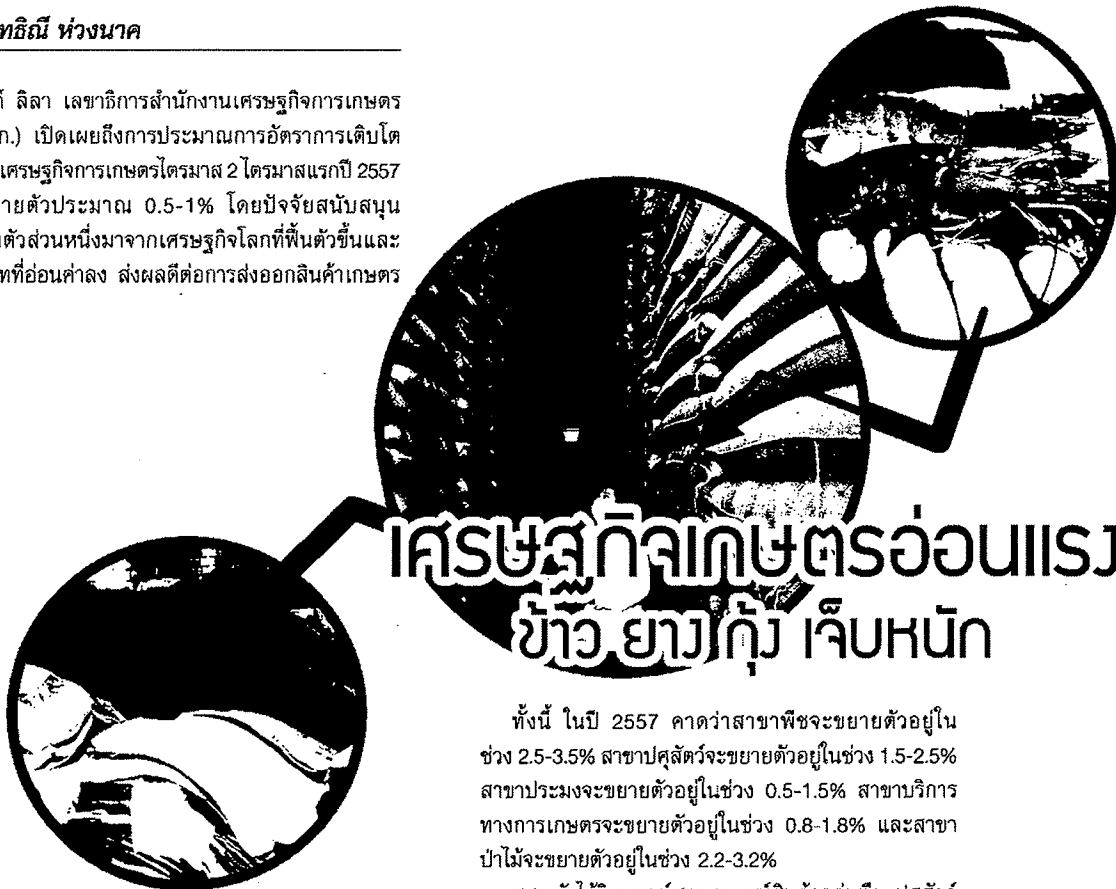 ทธิณี ห่วงนาค
ก์ ลิลา เลขาธิการสำนักงานเศรษฐกิจการเกษตร
ก.) เปิดเผยถึงการประมาณการอัตราการเติบโต
เศรษฐกิจการเกษตรไตรมาส 2 ไตรมาสแรกปี 2557
ายตัวประมาณ 0.5-1% โดยปัจจัยสนับสนุน
ตัวส่วนหนึ่งมาจากเศรษฐกิจโลกที่ฟื้นตัวขึ้นและ
ทที่อ่อนค่าลง ส่งผลดีต่อการส่งออกสินค้าเกษตร
เศรษฐกิจเกษตรอ่อนแรง
ข้าว ยาง กุ้ง เจ็บหนัก
ทั้งนี้ ในปี 2557 คาดว่าสาขาพืชจะขยายตัวอยู่ใน
ช่วง 2.5-3.5% สาขาปศุสัตว์จะขยายตัวอยู่ในช่วง 1.5-2.5%
สาขาประมงจะขยายตัวอยู่ในช่วง 0.5-1.5% สาขาบริการ
ทางการเกษตรจะขยายตัวอยู่ในช่วง 0.8-1.8% และสาขา
ป่าไม้จะขยายตัวอยู่ในช่วง 2.2-3.2%